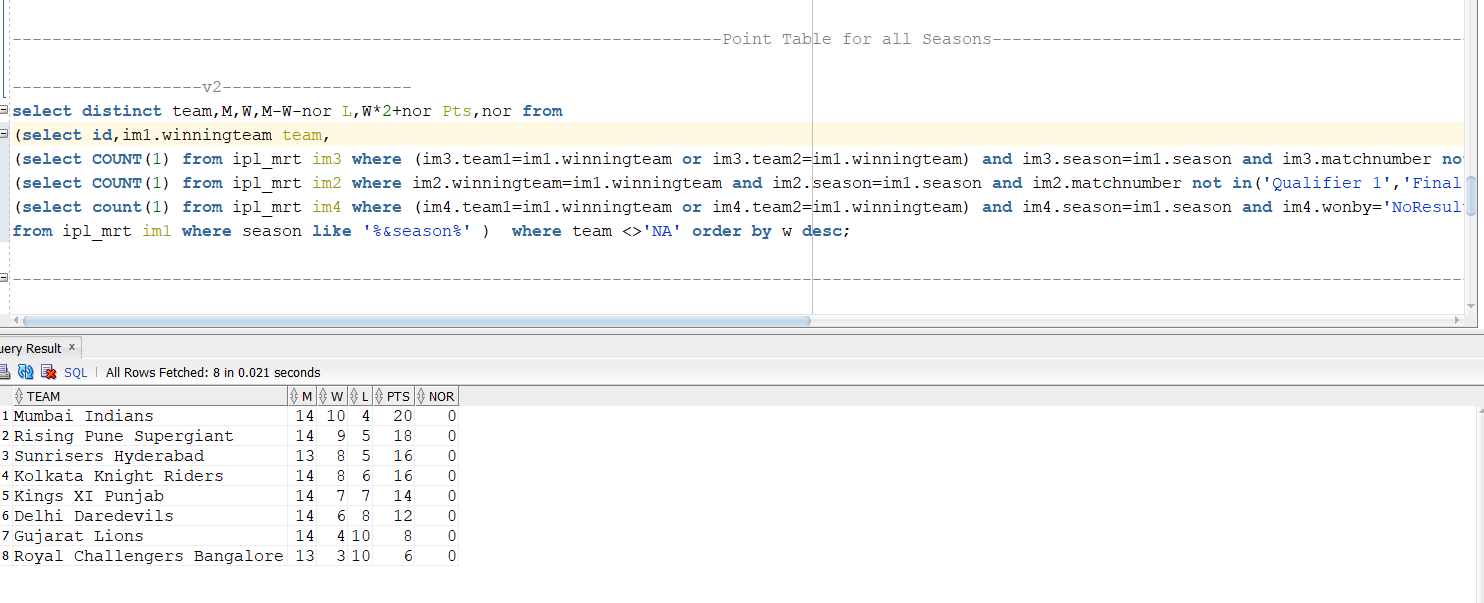 -----------------------------------------------------------------------Point Table for all Seasons-----------------------------------------------
-------------------v2-------------------
select distinct team,M,W,M-W-nor L,W*2+nor Pts,nor from
(select id,im1.winningteam team,
(select COUNT(1) from ipl_mrt im3 where (im3.team1=im1.winningteam or im3.team2=im1.winningteam) and im3.season=im1.season and im3.matchnumber no
(select COUNT(1) from ipl_mrt im2 where im2.winningteam=im1.winningteam and im2.season=im1.season and im2.matchnumber not in('Qualifier 1','Final
(select count(1) from ipl_mrt im4 where (im4.team1=im1.winningteam or im4.team2=im1.winningteam) and im4.season=im1.season and im4.wonby='NoResul
from ipl_mrt im1 where season like '%&season%' )  where team <>'NA' order by w desc;
-------------------------------------------------------------------------------------------------------------------------------------------------
uery Result ×
SQL | All Rows Fetched: 8 in 0.021 seconds
TEAM M W L PTS NOR
1 Mumbai Indians 14 10 4 20 0
2 Rising Pune Supergiant 14 9 5 18 0
3 Sunrisers Hyderabad 13 8 5 16 0
4 Kolkata Knight Riders 14 8 6 16 0
5 Kings XI Punjab 14 7 7 14 0
6 Delhi Daredevils 14 6 8 12 0
7 Gujarat Lions 14 4 10 8 0
8 Royal Challengers Bangalore 13 3 10 6 0